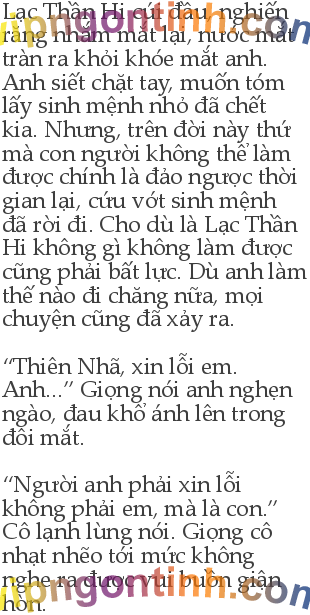 Lạc Thần Hi cúi đầu, nghiến
răng nhắm mắt lại, nước mắt
tràn ra khỏi khóe mắt anh.
Anh siết chặt tay, muốn tóm
lấy sinh mệnh nhỏ đã chết
kia. Nhưng, trên đời này thứ
mà con người không thể làm
được chính là đảo ngược thời
gian lại, cứu vớt sinh mệnh
đã rời đi. Cho dù là Lạc Thần
Hi không gì không làm được
cũng phải bất lực. Dù anh làm
thế nào đi chăng nữa, mọi
chuyện cũng đã xảy ra.
“Thiên Nhã, xin lỗi em.
Anh...” Giọng nói anh nghẹn
ngào, đau khổ ánh lên trong
đôi mắt.
“Người anh phải xin lỗi
không phải em, mà là con.”
Cô lạnh lùng nói. Giọng cô
nhạt nhẽo tới mức không
nghe ra được vui buồn giận
hờn.